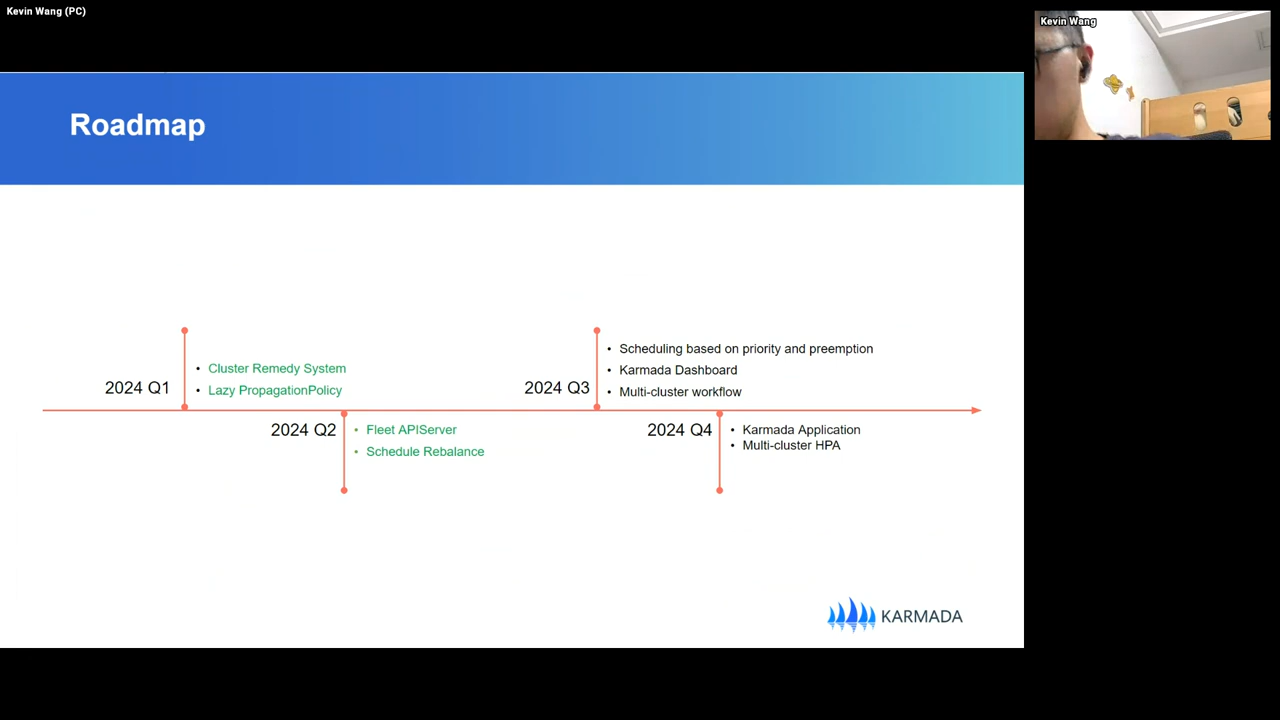 Kevin Wang (PC)
Kevin Wang
Roadmap
2024 Q1
• Cluster Remedy System
• Lazy PropagationPolicy
2024 Q2
• Fleet APIServer
• Schedule Rebalance
2024 Q3
• Scheduling based on priority and preemption
• Karmada Dashboard
• Multi-cluster workflow
2024 Q4
• Karmada Application
• Multi-cluster HPA
KARMADA